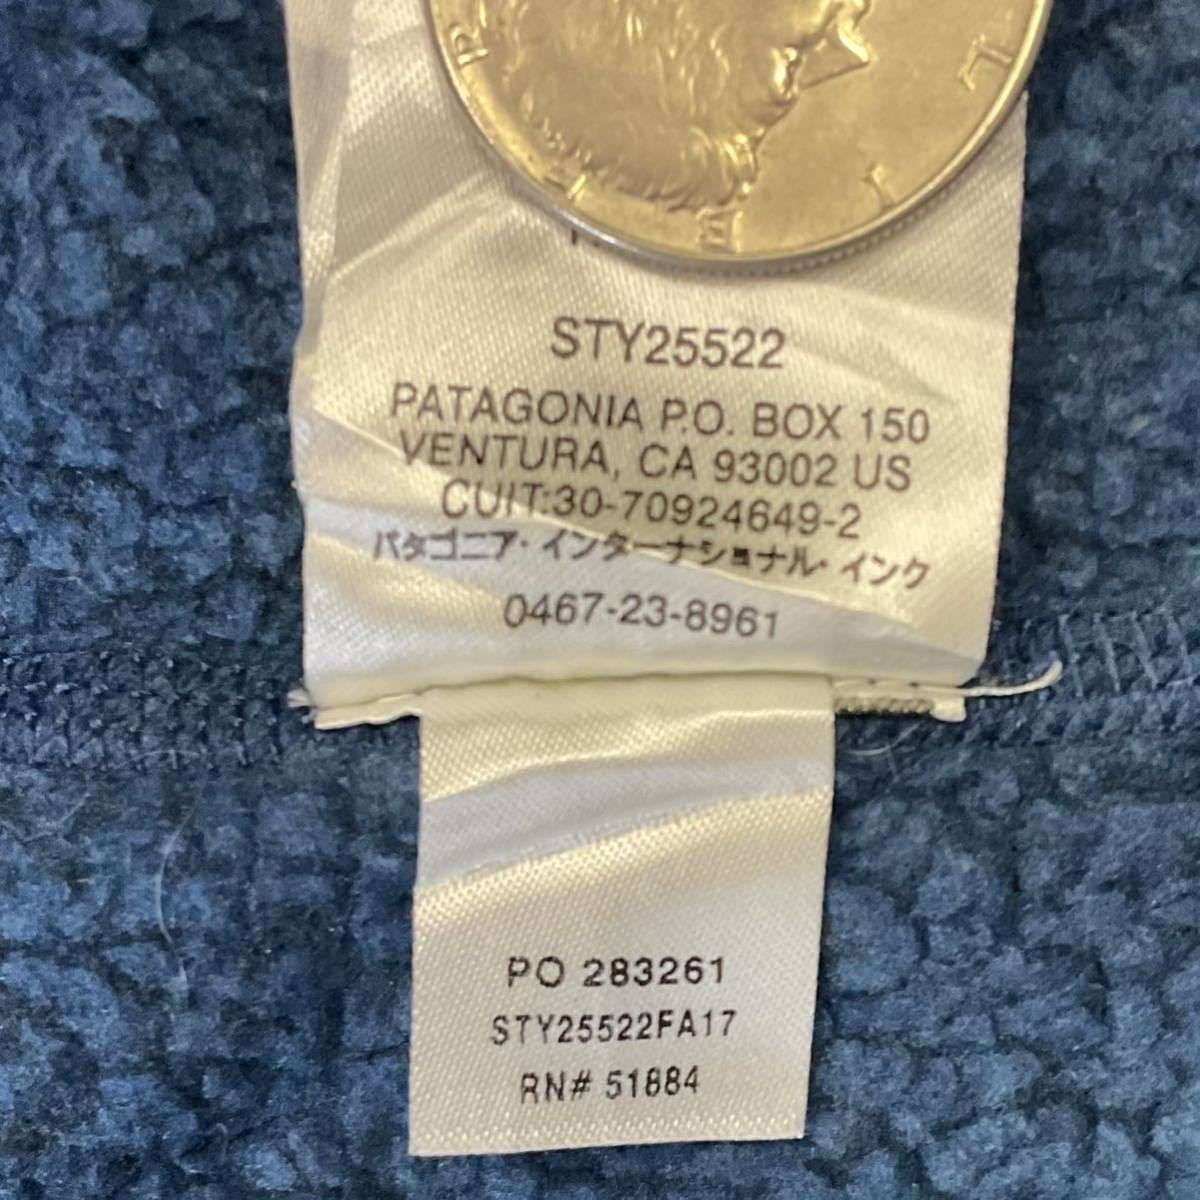 STY25522
PATAGONIA P.O. BOX 150
VENTURA, CA 93002 US
CUIT:30-70924649-2
パタゴニア・インターナショナル・インク
0467-23-8961
PO 283261
STY25522FA17
RN# 51884